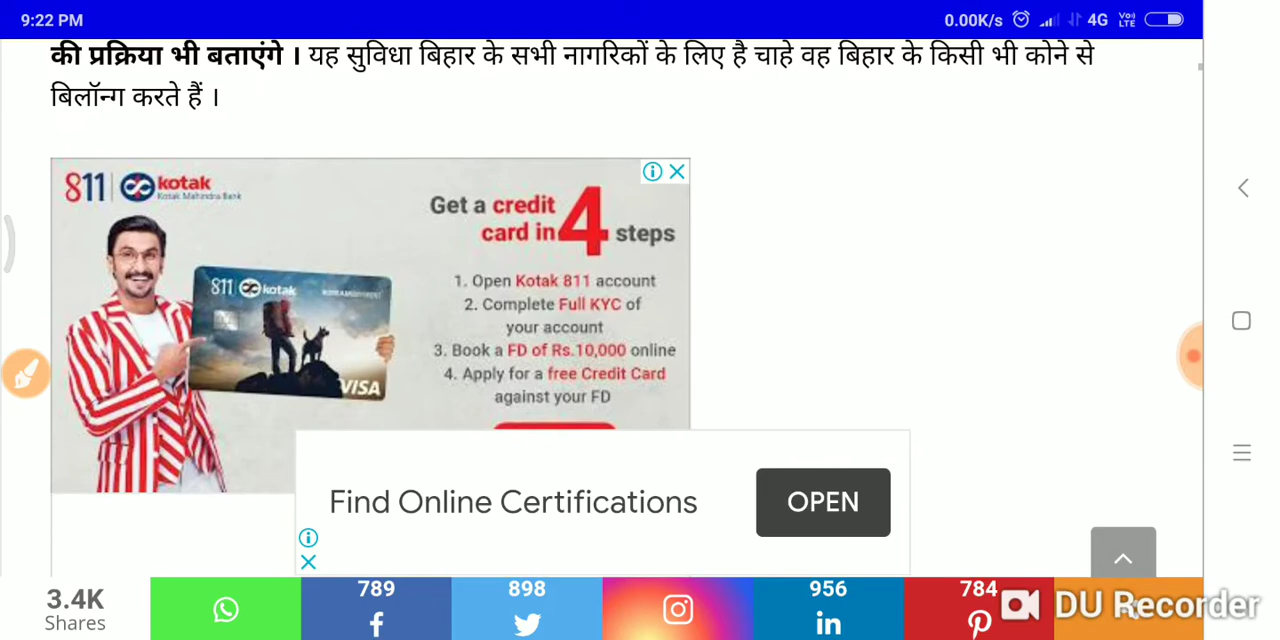 9:22 PM
0.00K/s 4G VoI) LTE
की प्रक्रिया भी बताएंगे । यह सुविधा बिहार के सभी नागरिकों के लिए है चाहे वह बिहार के किसी भी कोने से
बिलॉन्ग करते हैं ।
811 kotak
Kotak Mahindra Bank
Get a credit
card in 4 steps
811 kotak
VISA
1. Open Kotak 811 account
2. Complete Full KYC of
your account
3. Book a FD of Rs.10,000 online
4. Apply for a free Credit Card
against your FD
Find Online Certifications
OPEN
3.4K
Shares
789
898
956
784
DU Recorder